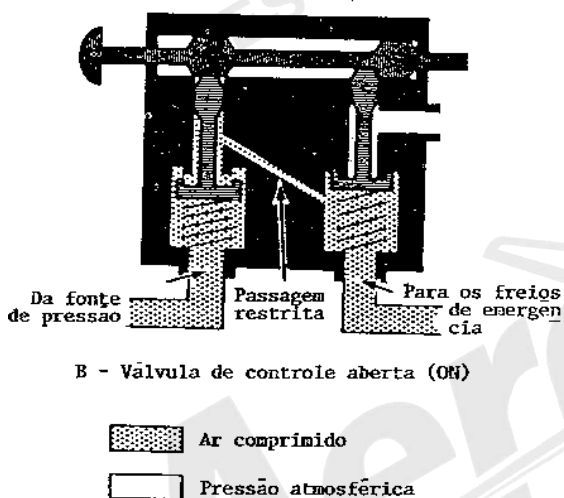 Da fonte
de pressão
Passagem
restrita
Para os freios
de emergên
cia
B - Válvula de controle aberta (ON)
Ar comprimido
Pressão atmosférica